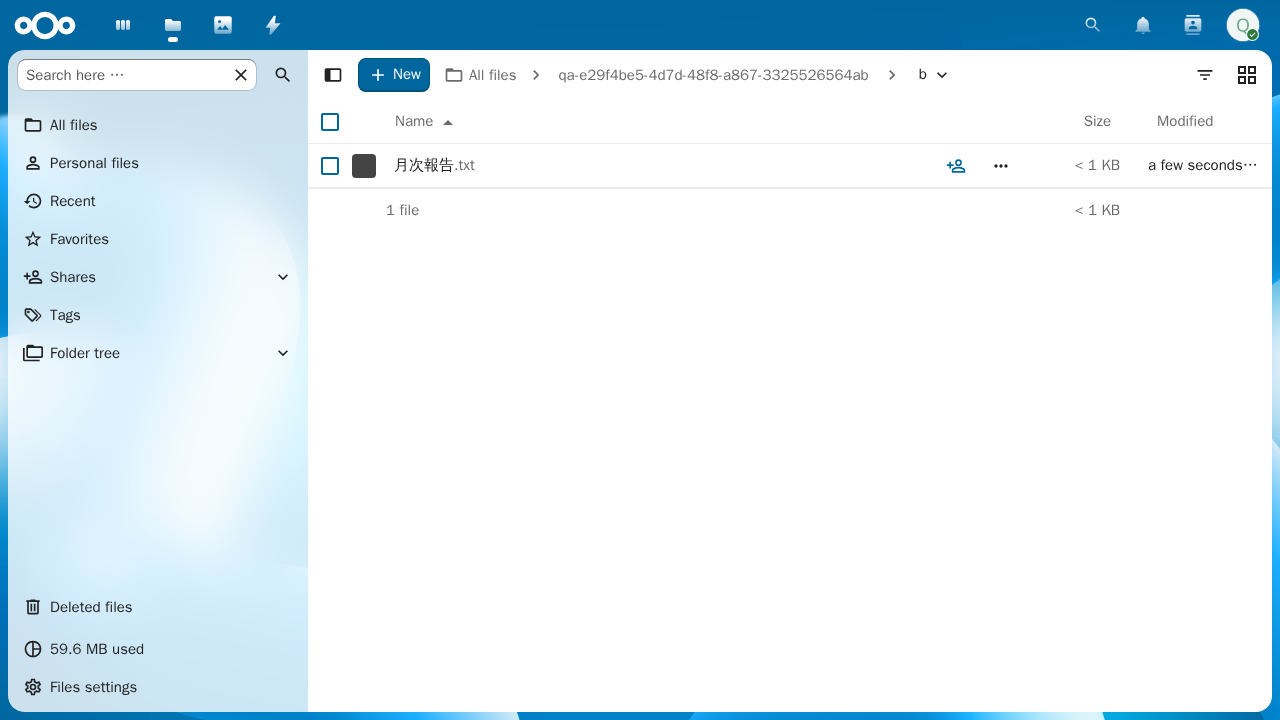 Q
Search here …
New
All files
qa-e29f4be5-4d7d-48f8-a867-3325526564ab
b
All files
Personal files
Recent
Favorites
Shares
Tags
Folder tree
Deleted files
59.6 MB used
Files settings
Name
Size
Modified
月次報告.txt
< 1 KB
a few seconds…
1 file
< 1 KB